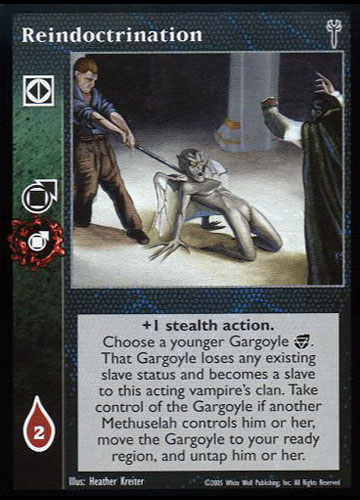 Reindoctrination
+1 stealth action.
Choose a younger Gargoyle.
That Gargoyle loses any existing
slave status and becomes a slave
to this acting vampire's clan. Take
control of the Gargoyle if another
Methuselah controls him or her,
move the Gargoyle to your ready
region, and untap him or her.
2
Illus: Heather Kreiter
©2005 White Wolf Publishing, Inc. All Rights Reserved